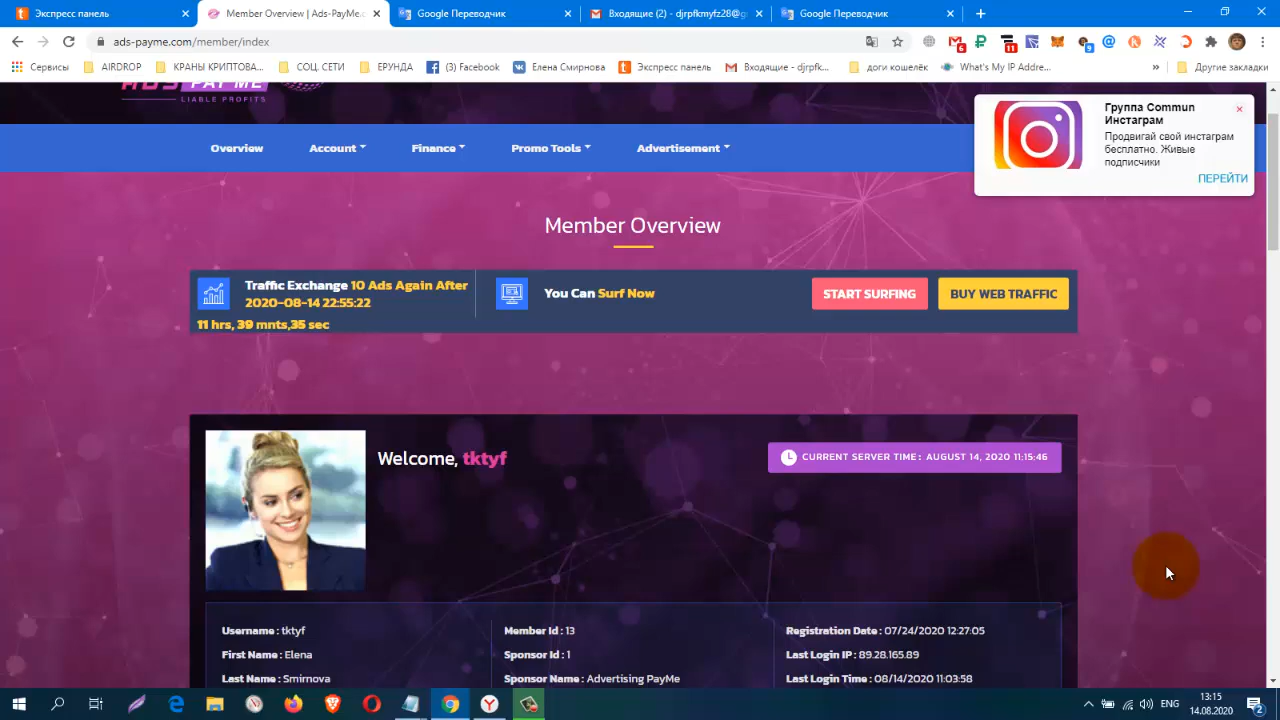 Экспресс панель
Member Overview | Ads-PayMe.c
Google Переводчик
Входящие (2) - djrpfkmyfz28@g
Google Переводчик
ads-payme.com/member/index
6
11
9
Сервисы
AIRDROP
КРАНЫ КРИПТОВА...
СОЦ. СЕТИ
ЕРУНДА
(3) Facebook
Елена Смирнова
Экспресс панель
Входящие - djrpfk...
доги кошелёк
What's My IP Addre...
»
Другие закладки
PAY ME
LIABLE PROFITS
Группа Commun
Инстаграм
Продвигай свой инстаграм
бесплатно. Живые
подписчики
ПЕРЕЙТИ
Overview
Account
Finance
Promo Tools
Advertisement
Member Overview
Traffic Exchange 10 Ads Again After
2020-08-14 22:55:22
11 hrs, 39 mnts,35 sec
You Can Surf Now
START SURFING
BUY WEB TRAFFIC
Welcome, tktyf
CURRENT SERVER TIME: AUGUST 14, 2020 11:15:46
Username : tktyf
First Name : Elena
Last Name : Smirnova
Member Id : 13
Sponsor Id : 1
Sponsor Name : Advertising PayMe
Registration Date : 07/24/2020 12:27:05
Last Login IP : 89.28.165.89
Last Login Time : 08/14/2020 11:03:58
ENG
13:15
14.08.2020
2